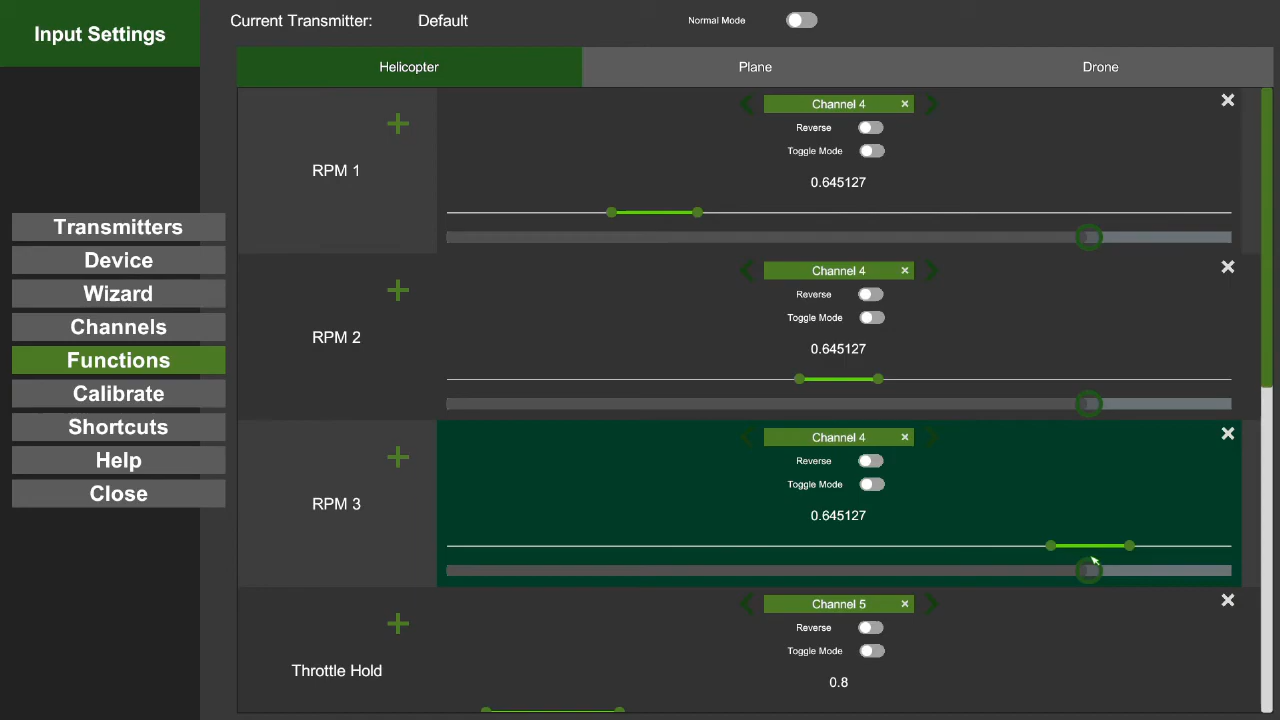 Input Settings
Current Transmitter: Default
Normal Mode
Helicopter
Plane
Drone
Transmitters
Device
Wizard
Channels
Functions
Calibrate
Shortcuts
Help
Close
RPM 1
Channel 4
Reverse
Toggle Mode
0.645127
RPM 2
Channel 4
Reverse
Toggle Mode
0.645127
RPM 3
Channel 4
Reverse
Toggle Mode
0.645127
Throttle Hold
Channel 5
Reverse
Toggle Mode
0.8